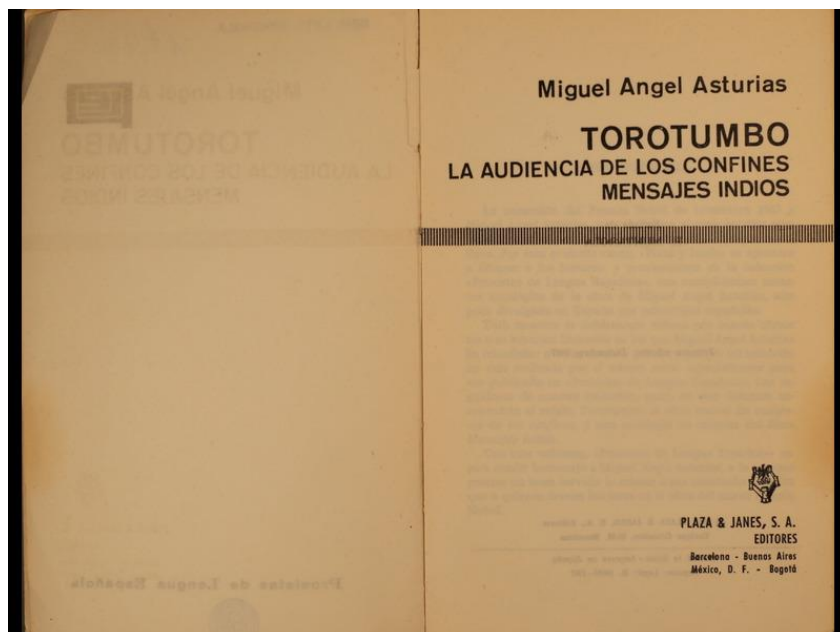 Miguel Angel Asturias
TOROTUMBO
LA AUDIENCIA DE LOS CONFINES
MENSAJES INDIOS
PLAZA & JANES, S. A.
EDITORES
Barcelona - Buenos Aires
México, D. F. - Bogotá